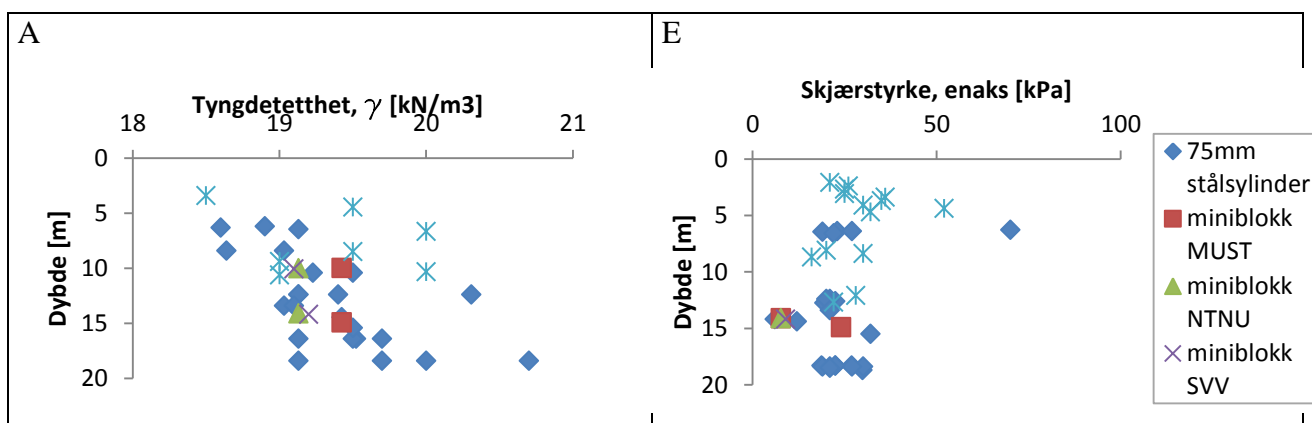 A
Tyngdetetthet, γ [kN/m3]
18 19 20 21
0
5
10
15
20
Dybde [m]
E
Skjærstyrke, enaks [kPa]
0 50 100
0
5
10
15
20
Dybde [m]
75mm
stålsylinder
miniblokk
MUST
miniblokk
NTNU
miniblokk
SVV